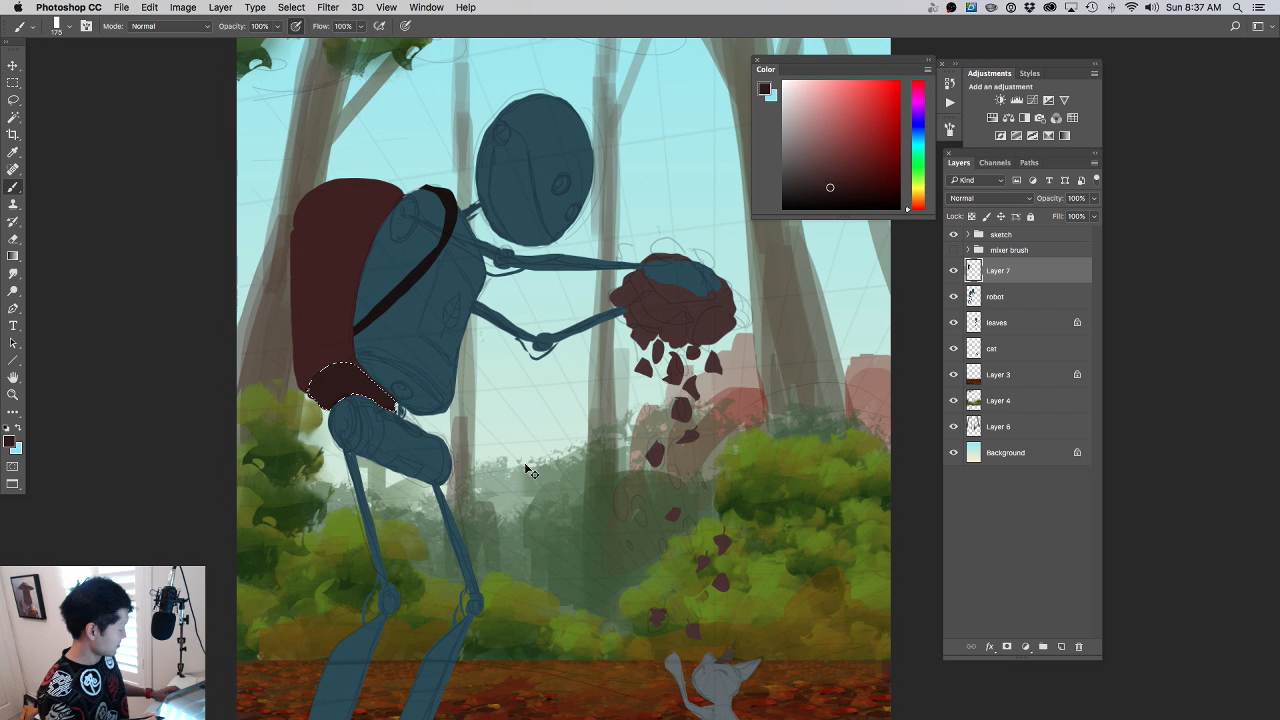 Photoshop CC File Edit Image Layer Type Select Filter 3D View Window Help Sun 8:37 AM
175 Mode: Normal Opacity: 100% Flow: 100%
Color
Adjustments Styles
Add an adjustment
Layers Channels Paths
Kind
Normal Opacity: 100%
Lock: Fill: 100%
sketch
mixer brush
Layer 7
robot
leaves
cat
Layer 3
Layer 4
Layer 6
Background
fx